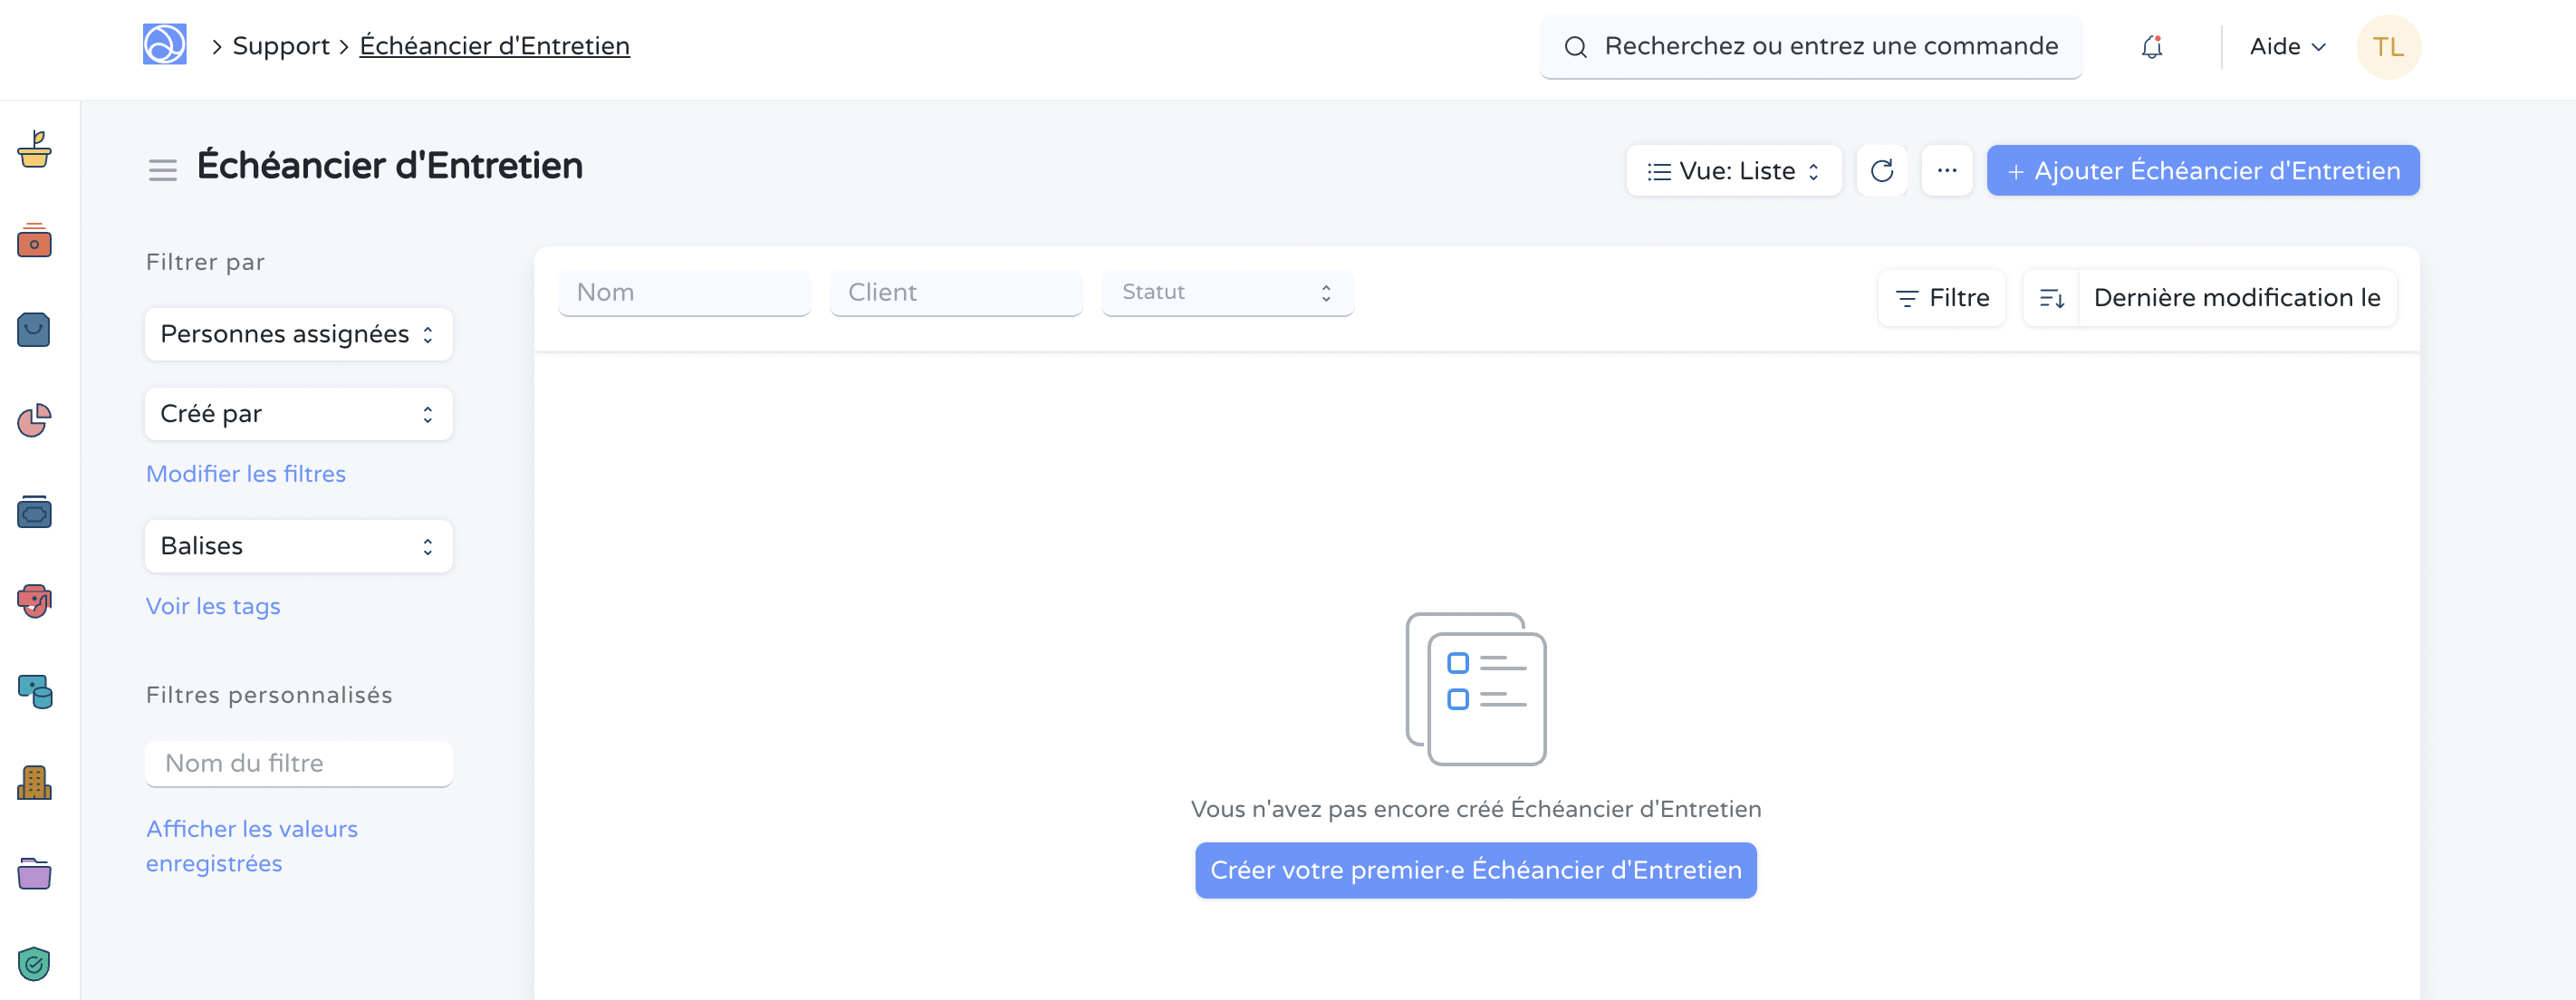 Support
Échéancier d'Entretien
Recherchez ou entrez une commande
Aide
TL
Échéancier d'Entretien
Vue: Liste
Ajouter Échéancier d'Entretien
Filtrer par
Personnes assignées
Créé par
Modifier les filtres
Balises
Voir les tags
Filtres personnalisés
Nom du filtre
Afficher les valeurs
enregistrées
Nom
Client
Statut
Filtre
Dernière modification le
Vous n'avez pas encore créé Échéancier d'Entretien
Créer votre premier·e Échéancier d'Entretien